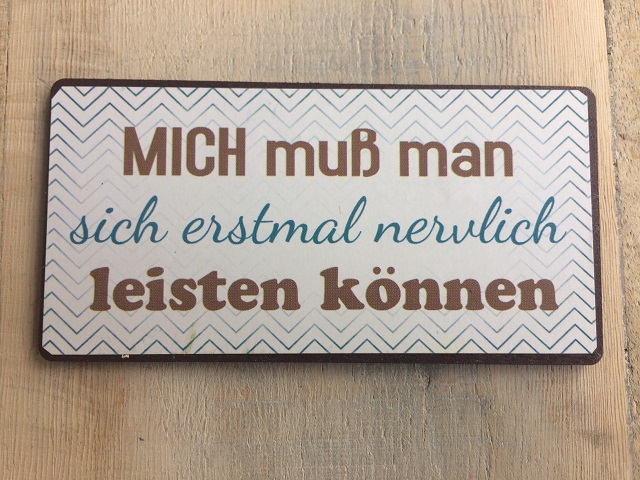 MICH muß man
sich erstmal nervlich
leisten können